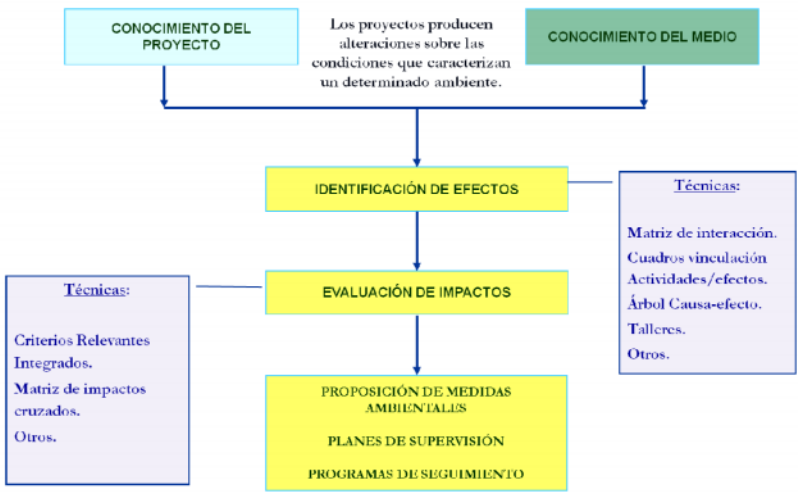 CONOCIMIENTO DEL
PROYECTO
Los proyectos producen
alteraciones sobre las
condiciones que caracterizan
un determinado ambiente.
CONOCIMIENTO DEL MEDIO
IDENTIFICACIÓN DE EFECTOS
Técnicas:
Matriz de interacción.
Cuadros vinculación
Actividades/efectos.
Árbol Causa-efecto.
Talleres.
Otros.
EVALUACIÓN DE IMPACTOS
Técnicas:
Criterios Relevantes
Integrados.
Matriz de impactos
cruzados.
Otros.
PROPOSICIÓN DE MEDIDAS
AMBIENTALES
PLANES DE SUPERVISIÓN
PROGRAMAS DE SEGUIMIENTO